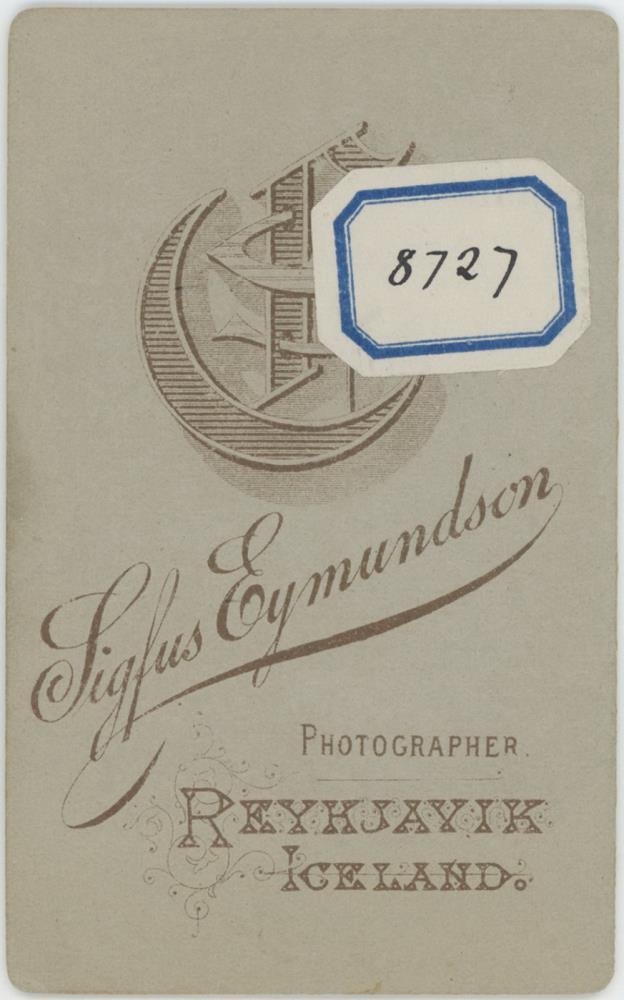 8727
Sigfus Eymundson
PHOTOGRAPHER.
REYKJAVIK
ICELAND.